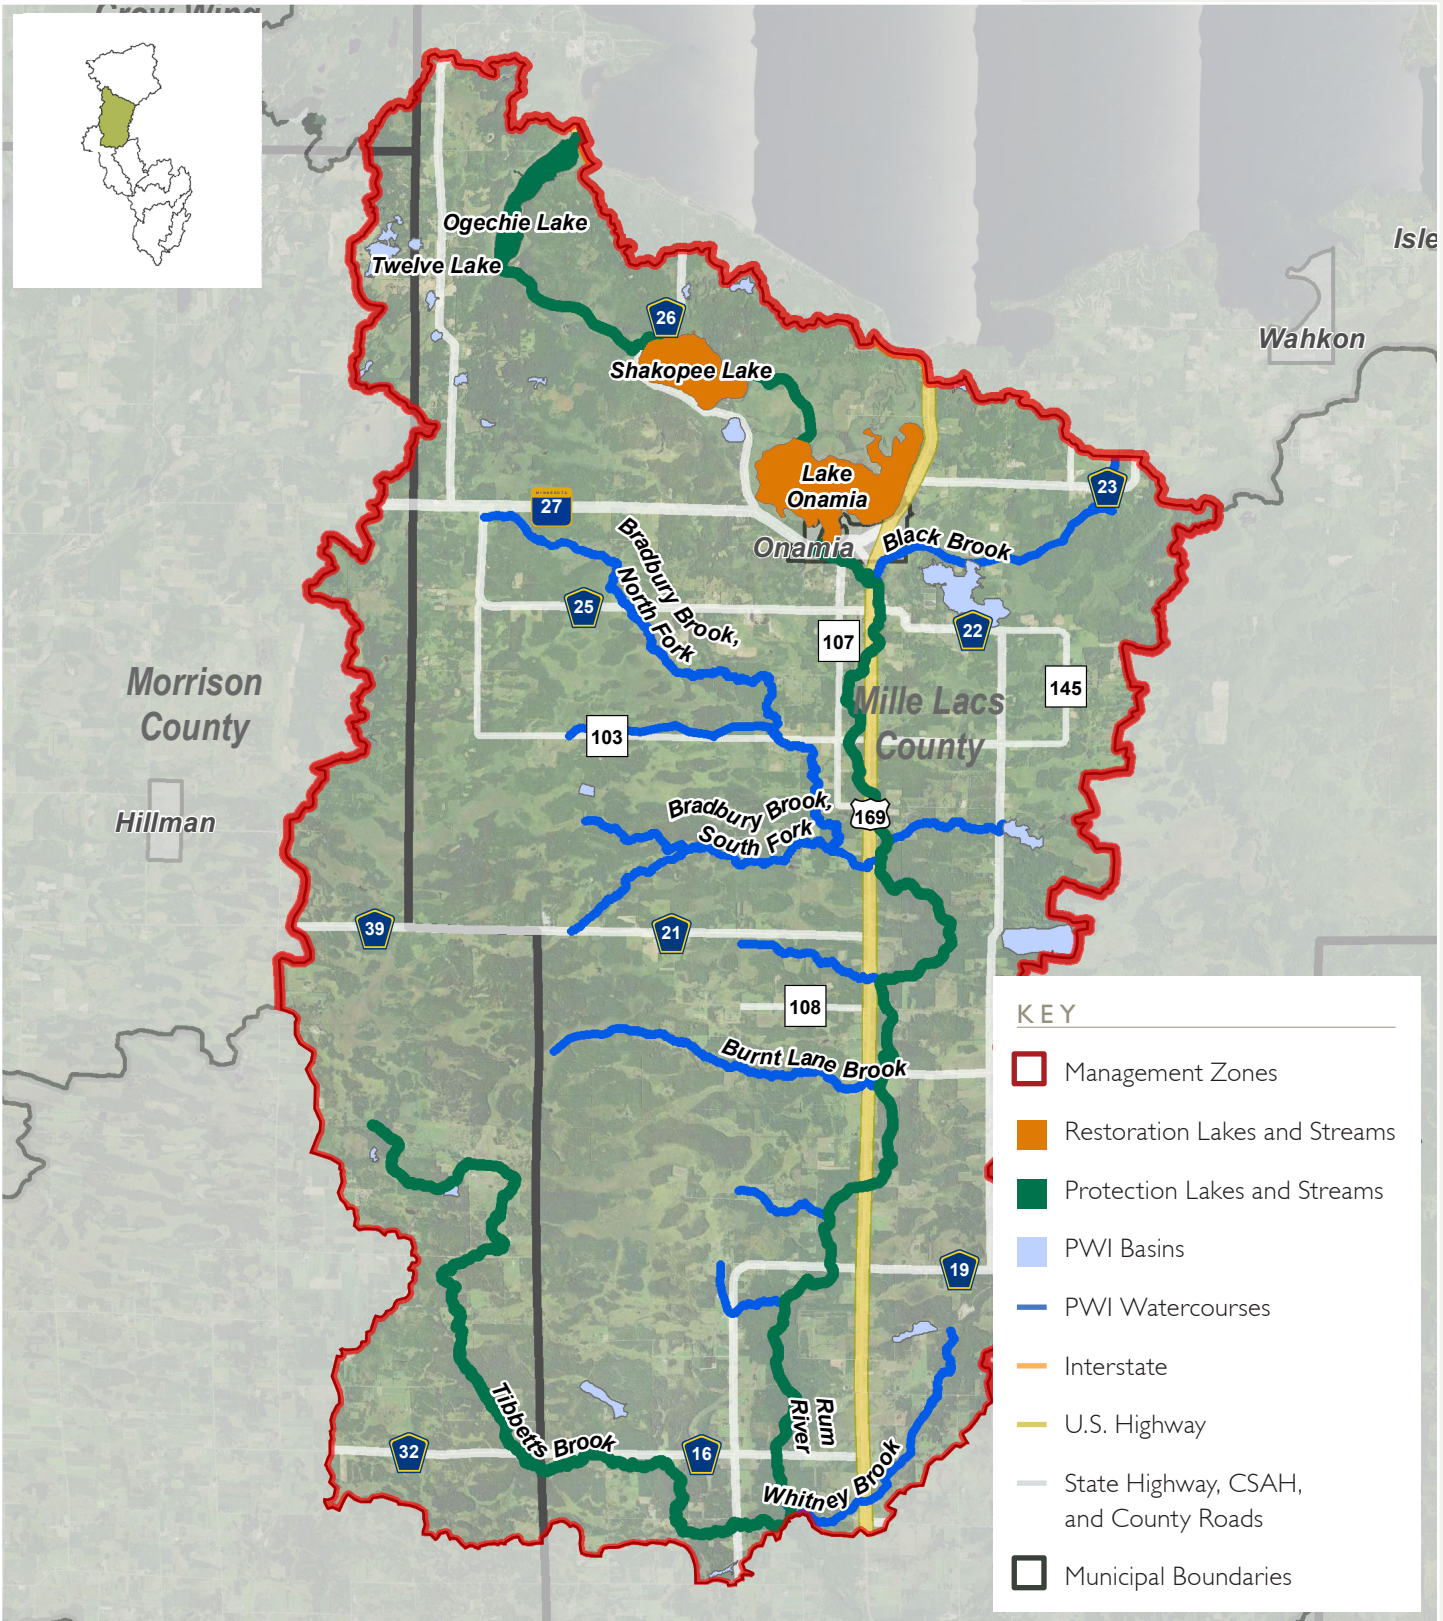 Crow Wing
Ogechie Lake
Twelve Lake
Isle
26
Wahkon
Shakopee Lake
Lake
Onamia
23
MINNESOTA
27
Onamia
Black Brook
Bradbury Brook,
North Fork
25
107
22
Morrison
County
145
Mille Lacs
County
103
Hillman
Bradbury Brook,
South Fork
169
39
21
108
Burnt Lane Brook
19
Tibbetts Brook
Rum
River
32
16
Whitney Brook
KEY
Management Zones
Restoration Lakes and Streams
Protection Lakes and Streams
PWI Basins
PWI Watercourses
Interstate
U.S. Highway
State Highway, CSAH,
and County Roads
Municipal Boundaries